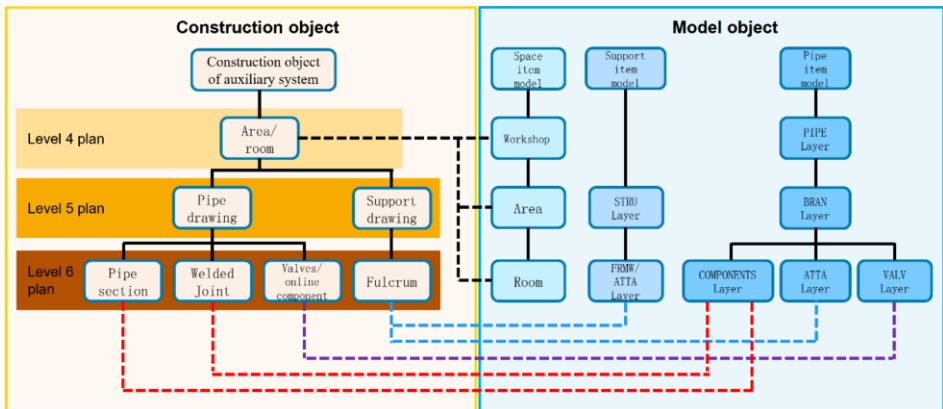 Construction object
Model object
Construction object
of auxiliary system
Space
item
model
Support
item
model
Pipe
item
model
Level 4 plan
Area/
room
Workshop
PIPE
Layer
Level 5 plan
Pipe
drawing
Support
drawing
Area
STRU
Layer
BRAN
Layer
Level 6
plan
Pipe
section
Welded
Joint
Valves/
online
component
Fulcrum
Room
FRMW/
ATTA
Layer
COMPONENTS
Layer
ATTA
Layer
VALV
Layer